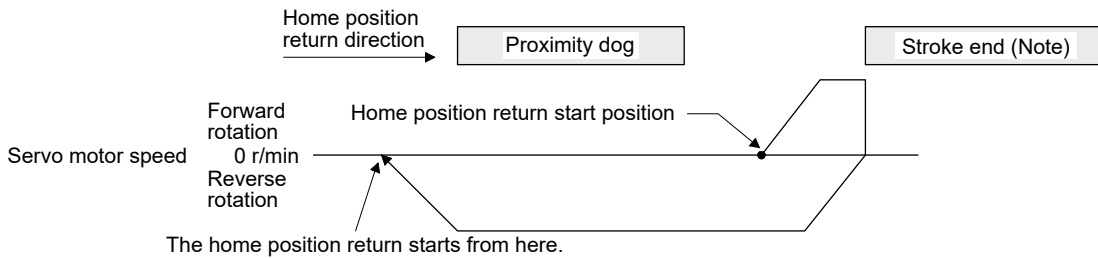 Home position
return direction
Proximity dog
Stroke end (Note)
Forward
rotation
Home position return start position
Servo motor speed
0 r/min
Reverse
rotation
The home position return starts from here.